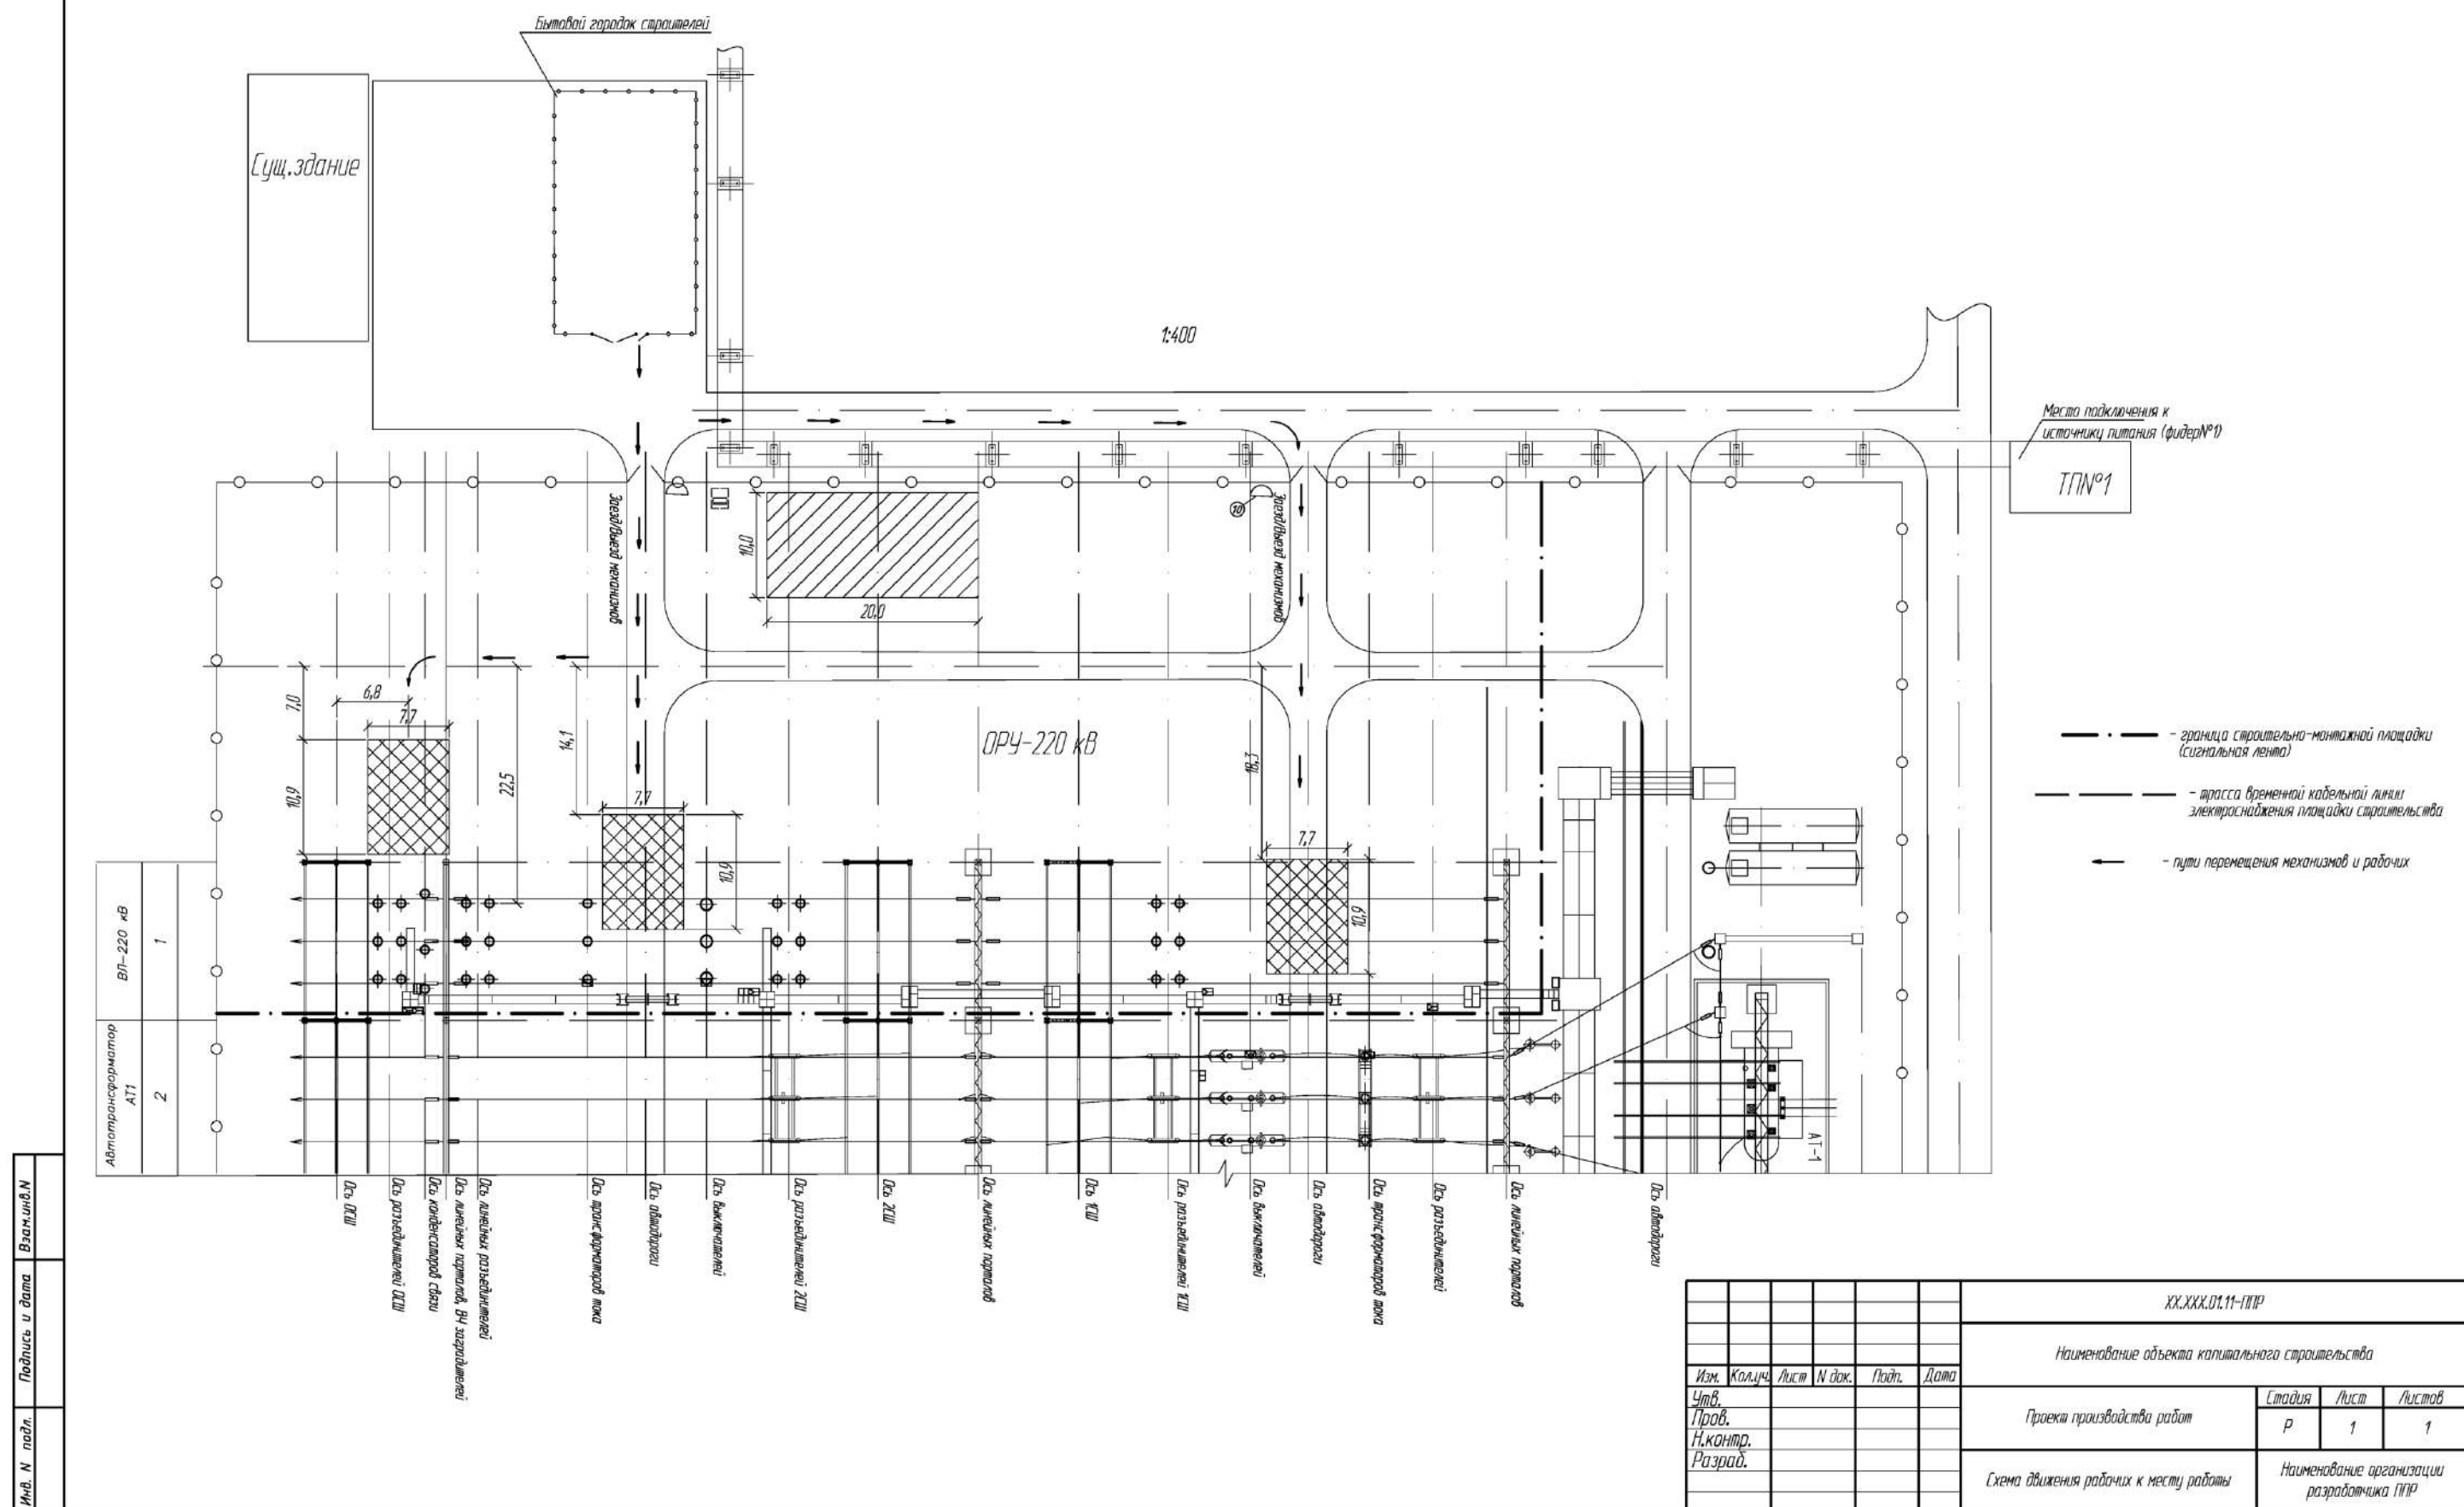 Бытовой городок строителей
Сущ.здание
1:400
Место подключения к
источнику питания (фидер№1)
ТП№1
Заезд/Выезд механизмов
10,0
20,0
10
Заезд/Выезд механизмов
7,0
6,8
7,7
10,9
22,5
14,1
7,7
10,9
ОРУ-220 кВ
18,3
7,7
10,9
- граница строительно-монтажной площадки
(сигнальная лента)
- трасса временной кабельной линии
электроснабжения площадки строительства
- пути перемещения механизмов и рабочих
ВЛ-220 кВ
1
Автотрансформатор
АТ1
2
АТ-1
Ось ОСШ
Ось разъединителей ОСШ
Ось конденсаторов связи
Ось линейных порталов, ВЧ заградителей
Ось линейных разъединителей
Ось трансформаторов тока
Ось автодороги
Ось выключателей
Ось разъединителей 2СШ
Ось 2СШ
Ось линейных порталов
Ось 1СШ
Ось разъединителей 1СШ
Ось выключателей
Ось автодороги
Ось трансформаторов тока
Ось разъединителей
Ось линейных порталов
Ось автодороги
Взам.инв.N
Подпись и дата
Инв. N подл.
XX.XXX.01.11-ППР
Наименование объекта капитального строительства
Изм. Кол.уч. Лист N док. Подп. Дата
Утв.
Пров.
Н.контр.
Разраб.
Проект производства работ
Стадия Лист Листов
Р 1 1
Схема движения рабочих к месту работы
Наименование организации
разработчика ППР